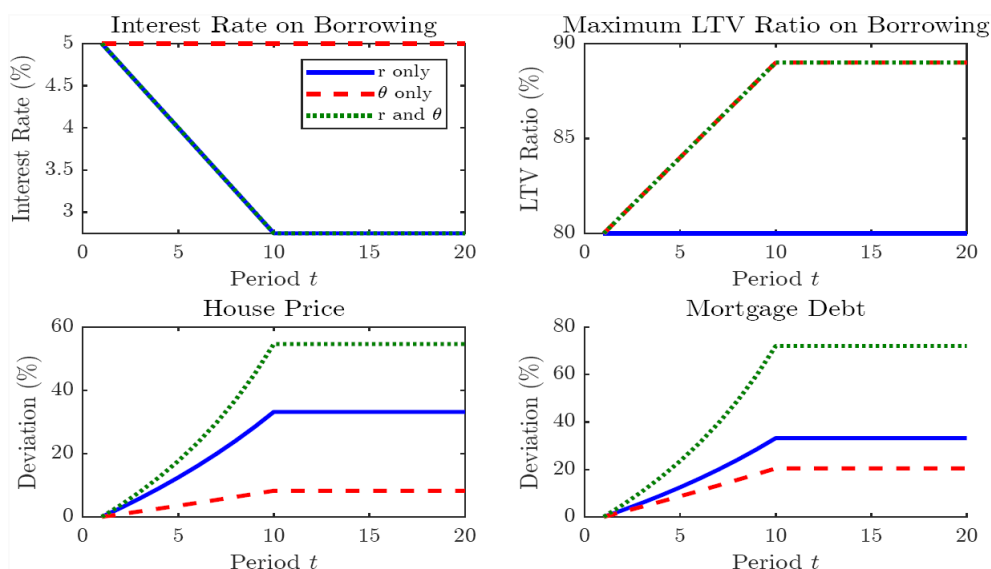 Interest Rate on Borrowing
Interest Rate (%)
5
4.5
4
3.5
3
0
5
10
15
20
Period t
r only
θ only
r and θ
Maximum LTV Ratio on Borrowing
LTV Ratio (%)
90
85
80
0
5
10
15
20
Period t
House Price
Deviation (%)
60
40
20
0
0
5
10
15
20
Period t
Mortgage Debt
Deviation (%)
80
60
40
20
0
0
5
10
15
20
Period t